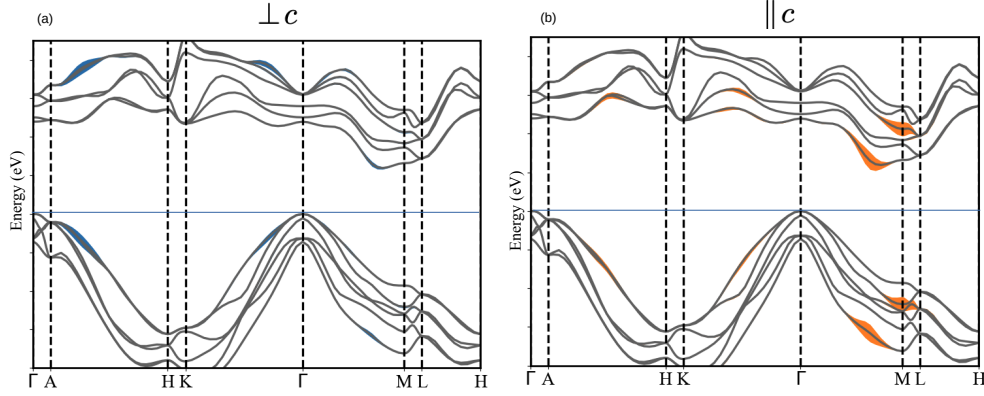 (a) ⊥ c
Energy (eV)
Γ A H K Γ M L H
(b) ∥ c
Energy (eV)
Γ A H K Γ M L H